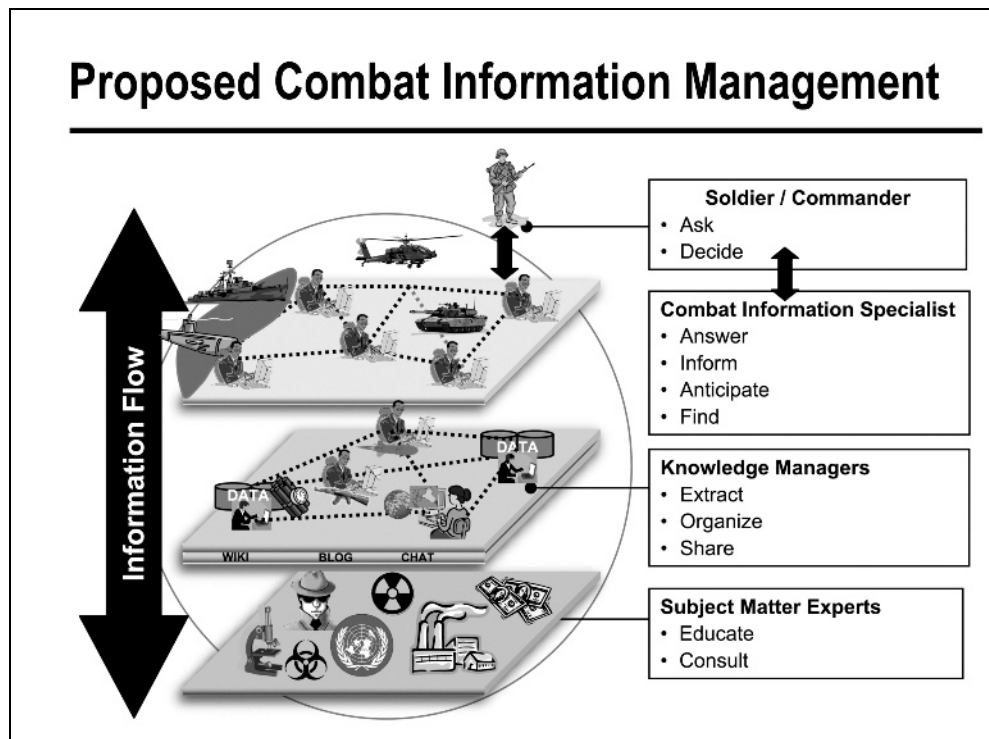 Proposed Combat Information Management
Information Flow
Soldier / Commander
• Ask
• Decide
Combat Information Specialist
• Answer
• Inform
• Anticipate
• Find
DATA
DATA
WIKI BLOG CHAT
Knowledge Managers
• Extract
• Organize
• Share
Subject Matter Experts
• Educate
• Consult